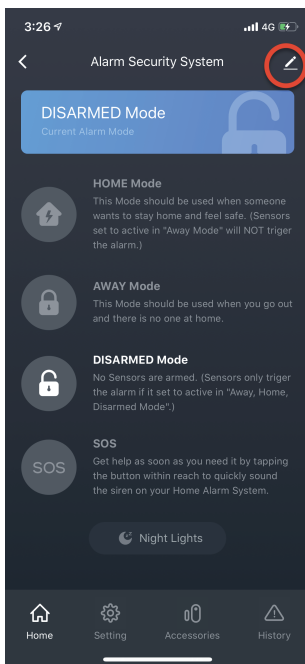 3:26
4G
Alarm Security System
DISARMED Mode
Current Alarm Mode
HOME Mode
This Mode should be used when someone
wants to stay home and feel safe. (Sensors
set to active in "Away Mode" will NOT triger
the alarm.)
AWAY Mode
This Mode should be used when you go out
and there is no one at home.
DISARMED Mode
No Sensors are armed. (Sensors only triger
the alarm if it set to active in "Away, Home,
Disarmed Mode".)
SOS
SOS
Get help as soon as you need it by tapping
the button within reach to quickly sound
the siren on your Home Alarm System.
Night Lights
Home Setting Accessories History